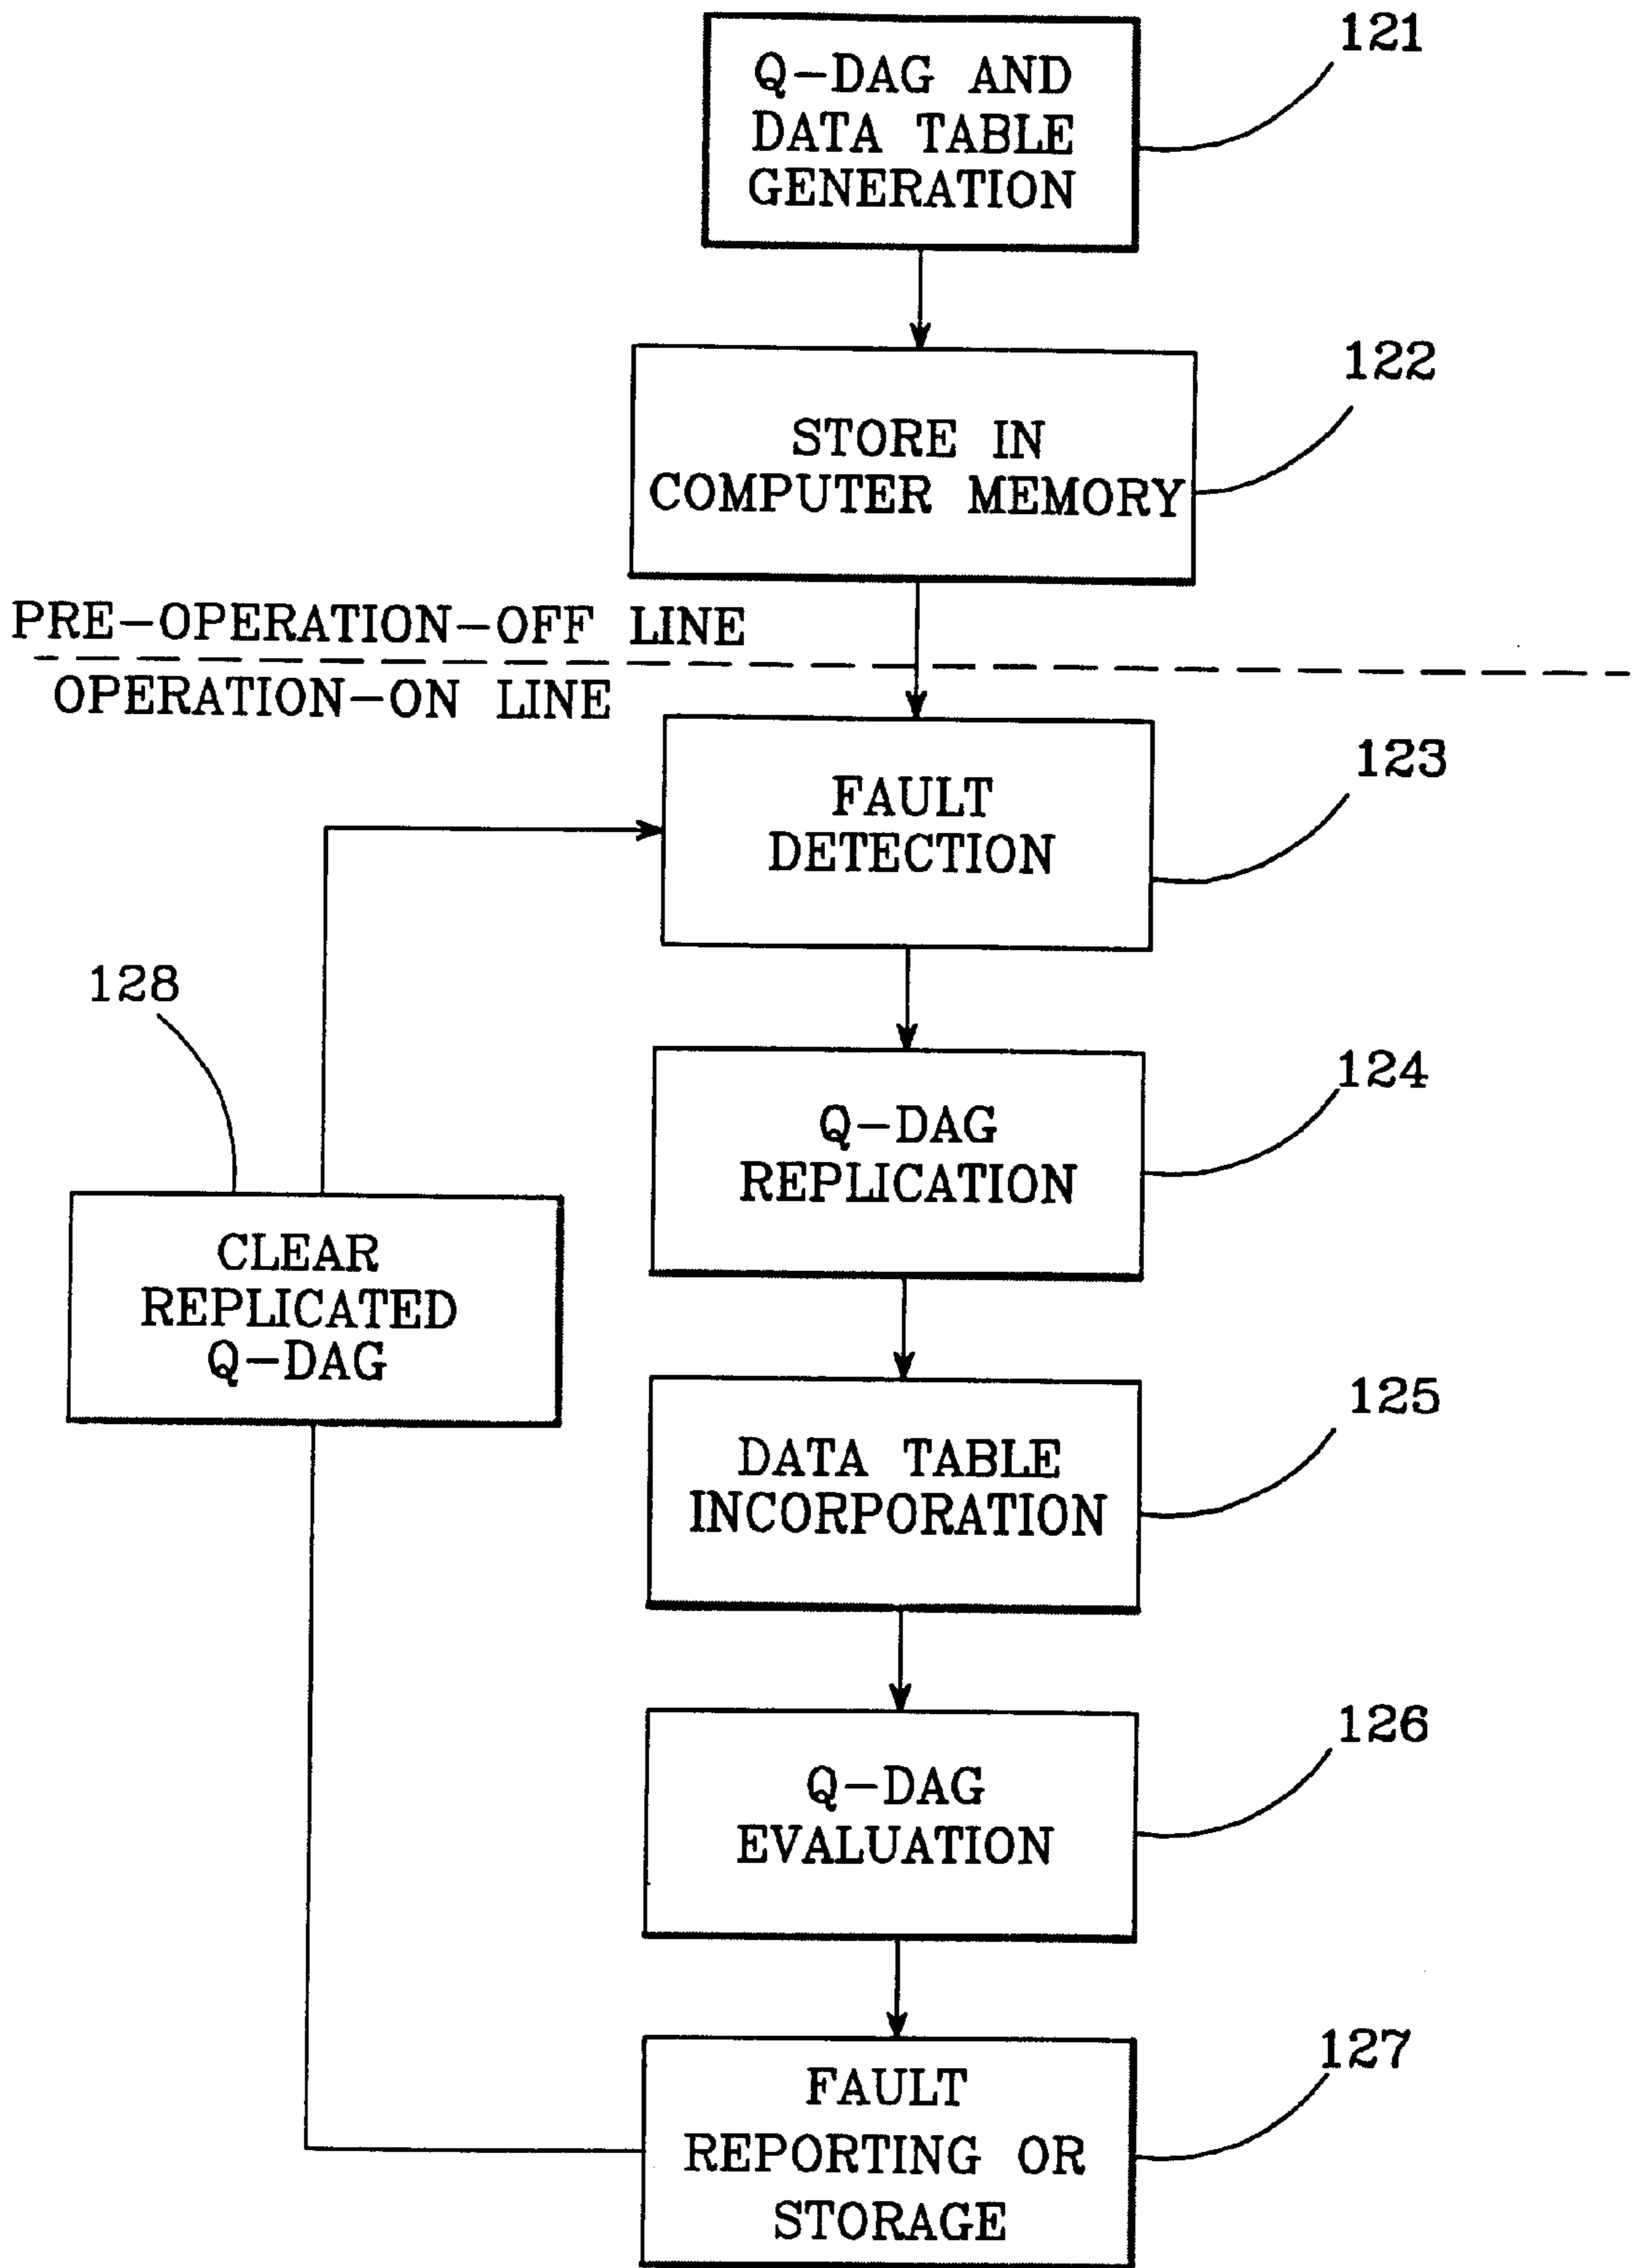 121
Q-DAG AND
DATA TABLE
GENERATION
122
STORE IN
COMPUTER MEMORY
PRE-OPERATION-OFF LINE
OPERATION-ON LINE
123
FAULT
DETECTION
128
124
Q-DAG
REPLICATION
CLEAR
REPLICATED
Q-DAG
125
DATA TABLE
INCORPORATION
126
Q-DAG
EVALUATION
127
FAULT
REPORTING OR
STORAGE